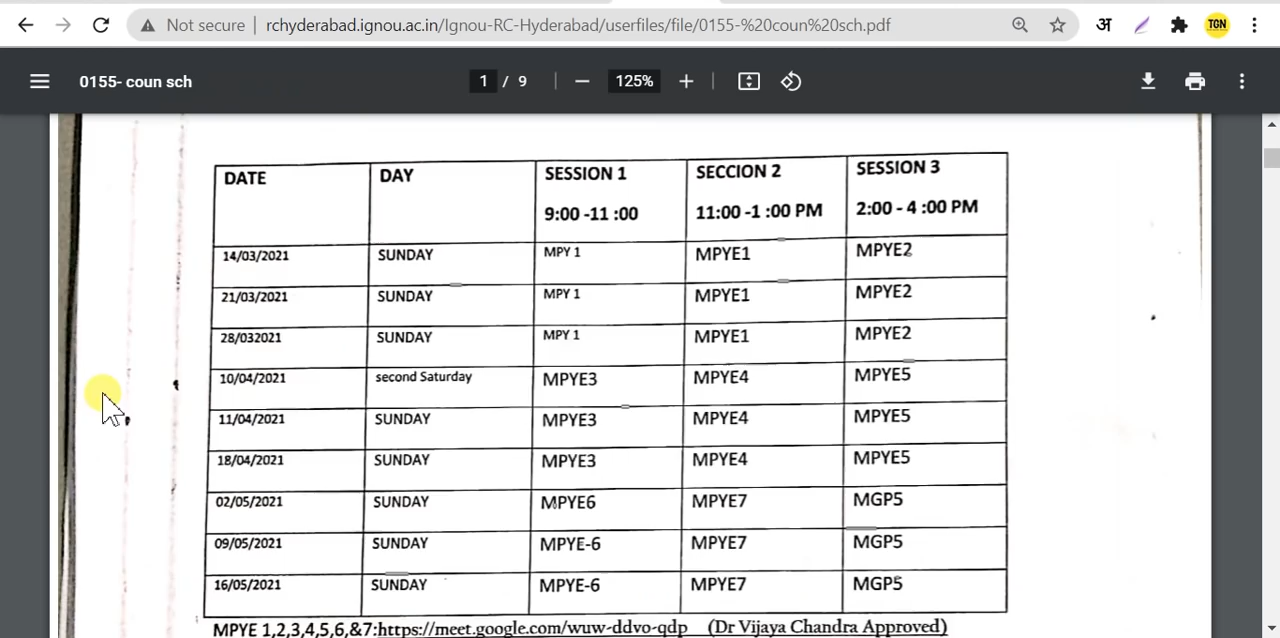 Not secure | rchyderabad.ignou.ac.in/Ignou-RC-Hyderabad/userfiles/file/0155-%20coun%20sch.pdf अ TGN
0155- coun sch 1 / 9 125%
DATE DAY SESSION 1 SECCION 2 SESSION 3
9:00 -11 :00 11:00 -1 :00 PM 2:00 - 4 :00 PM
14/03/2021 SUNDAY MPY 1 MPYE1 MPYE2
21/03/2021 SUNDAY MPY 1 MPYE1 MPYE2
28/032021 SUNDAY MPY 1 MPYE1 MPYE2
10/04/2021 second Saturday MPYE3 MPYE4 MPYE5
11/04/2021 SUNDAY MPYE3 MPYE4 MPYE5
18/04/2021 SUNDAY MPYE3 MPYE4 MPYE5
02/05/2021 SUNDAY MPYE6 MPYE7 MGP5
09/05/2021 SUNDAY MPYE-6 MPYE7 MGP5
16/05/2021 SUNDAY MPYE-6 MPYE7 MGP5
MPYE 1,2,3,4,5,6,&7:https://meet.google.com/wuw-ddvo-qdp (Dr Vijaya Chandra Approved)